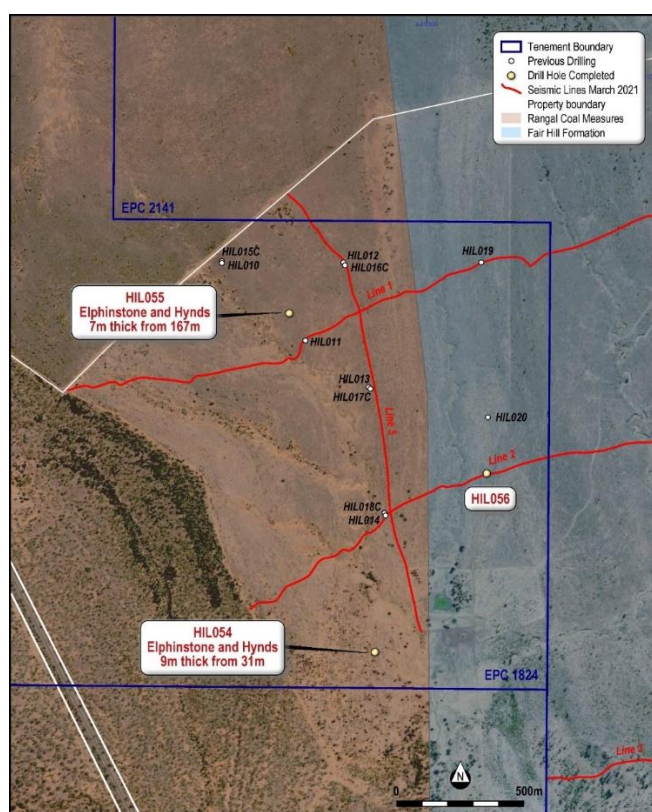 Tenement Boundary
Previous Drilling
Drill Hole Completed
Seismic Lines March 2021
Property boundary
Rangal Coal Measures
Fair Hill Formation
EPC 2141
HIL015C
HIL010
HIL012
HIL016C
HIL019
HIL055
Elphinstone and Hynds
7m thick from 167m
Line 1
HIL011
HIL013
HIL017C
Line 5
HIL020
Line 2
HIL056
HIL018C
HIL014
HIL054
Elphinstone and Hynds
9m thick from 31m
EPC 1824
Line 3
N
0
500m